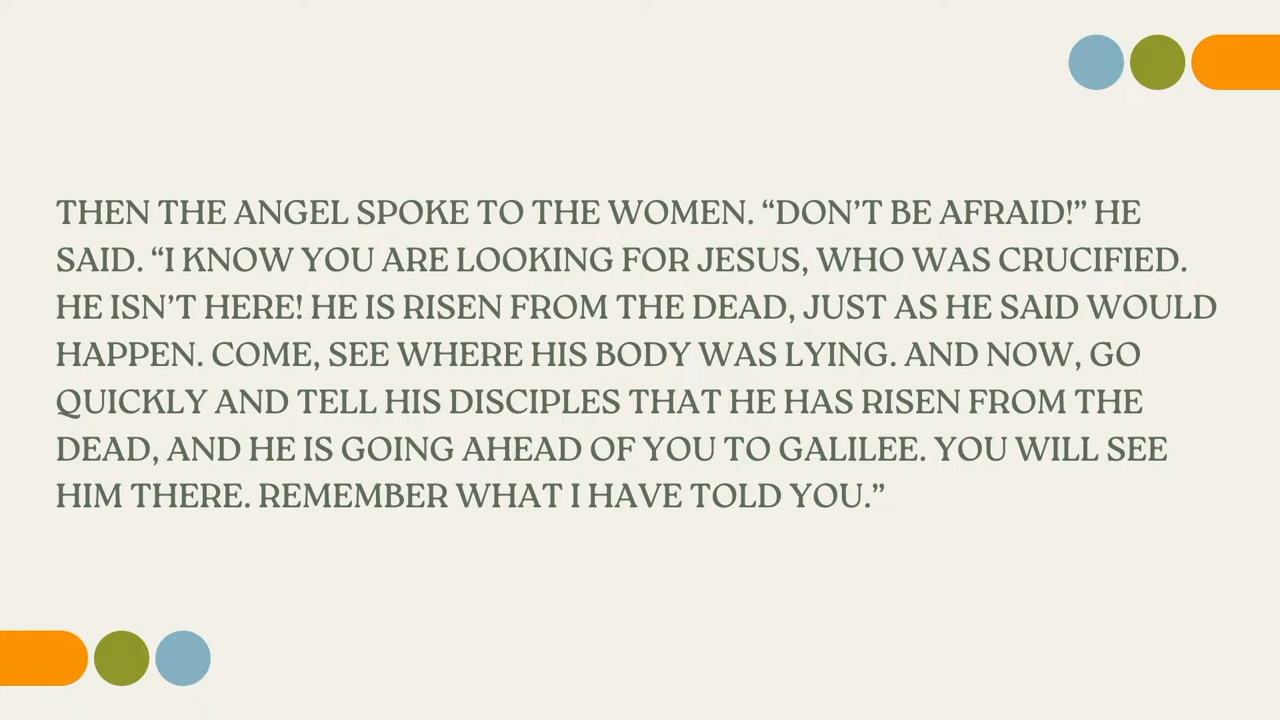 THEN THE ANGEL SPOKE TO THE WOMEN. “DON’T BE AFRAID!” HE
SAID. “I KNOW YOU ARE LOOKING FOR JESUS, WHO WAS CRUCIFIED.
HE ISN’T HERE! HE IS RISEN FROM THE DEAD, JUST AS HE SAID WOULD
HAPPEN. COME, SEE WHERE HIS BODY WAS LYING. AND NOW, GO
QUICKLY AND TELL HIS DISCIPLES THAT HE HAS RISEN FROM THE
DEAD, AND HE IS GOING AHEAD OF YOU TO GALILEE. YOU WILL SEE
HIM THERE. REMEMBER WHAT I HAVE TOLD YOU.”